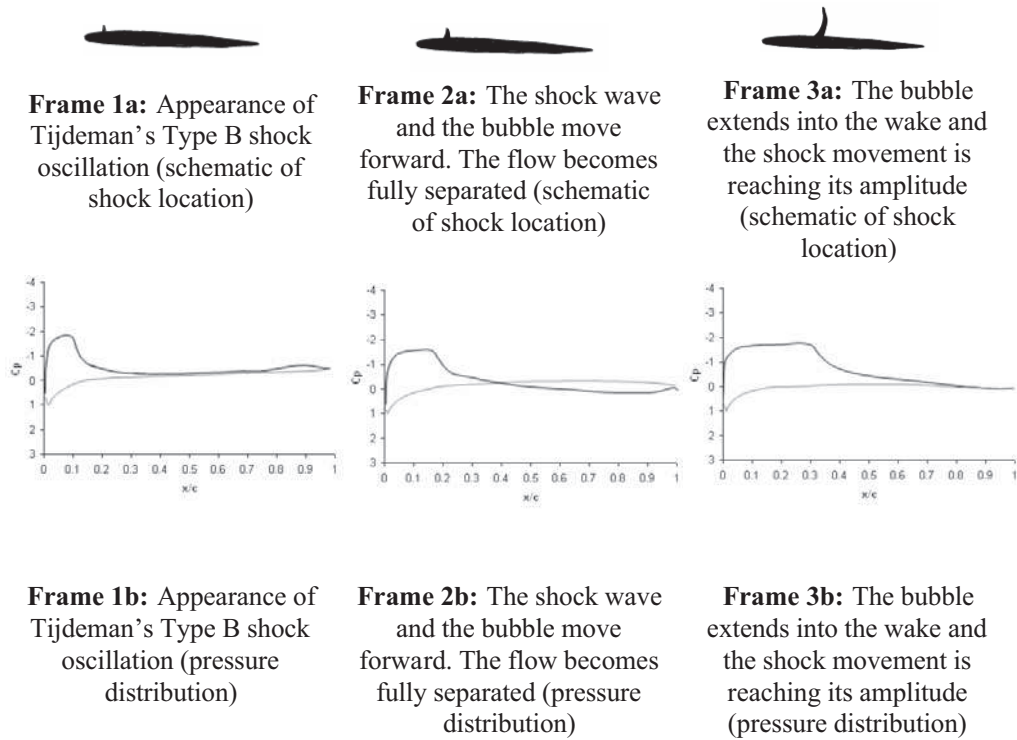 Frame 1a: Appearance of
Tijdeman's Type B shock
oscillation (schematic of
shock location)
Frame 2a: The shock wave
and the bubble move
forward. The flow becomes
fully separated (schematic
of shock location)
Frame 3a: The bubble
extends into the wake and
the shock movement is
reaching its amplitude
(schematic of shock
location)
-4
-3
-2
-1
0
1
2
3
Cp
0 0.1 0.2 0.3 0.4 0.5 0.6 0.7 0.8 0.9 1
x/c
-4
-3
-2
-1
0
1
2
3
Cp
0 0.1 0.2 0.3 0.4 0.5 0.6 0.7 0.8 0.9 1
x/c
-4
-3
-2
-1
0
1
2
3
Cp
0 0.1 0.2 0.3 0.4 0.5 0.6 0.7 0.8 0.9 1
x/c
Frame 1b: Appearance of
Tijdeman's Type B shock
oscillation (pressure
distribution)
Frame 2b: The shock wave
and the bubble move
forward. The flow becomes
fully separated (pressure
distribution)
Frame 3b: The bubble
extends into the wake and
the shock movement is
reaching its amplitude
(pressure distribution)